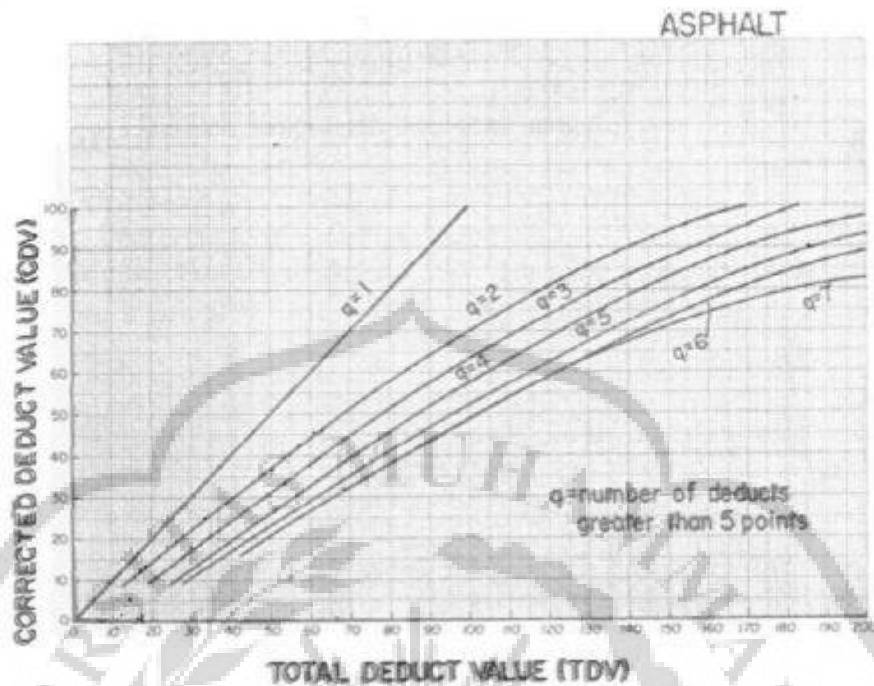 ASPHALT
CORRECTED DEDUCT VALUE (CDV)
100
90
80
70
60
50
40
30
20
10
0
q=1
q=2
q=3
q=4
q=5
q=6
q=7
q=number of deducts
greater than 5 points
0 10 20 30 40 50 60 70 80 90 100 110 120 130 140 150 160 170 180 190 200
TOTAL DEDUCT VALUE (TDV)
MUHAMMA